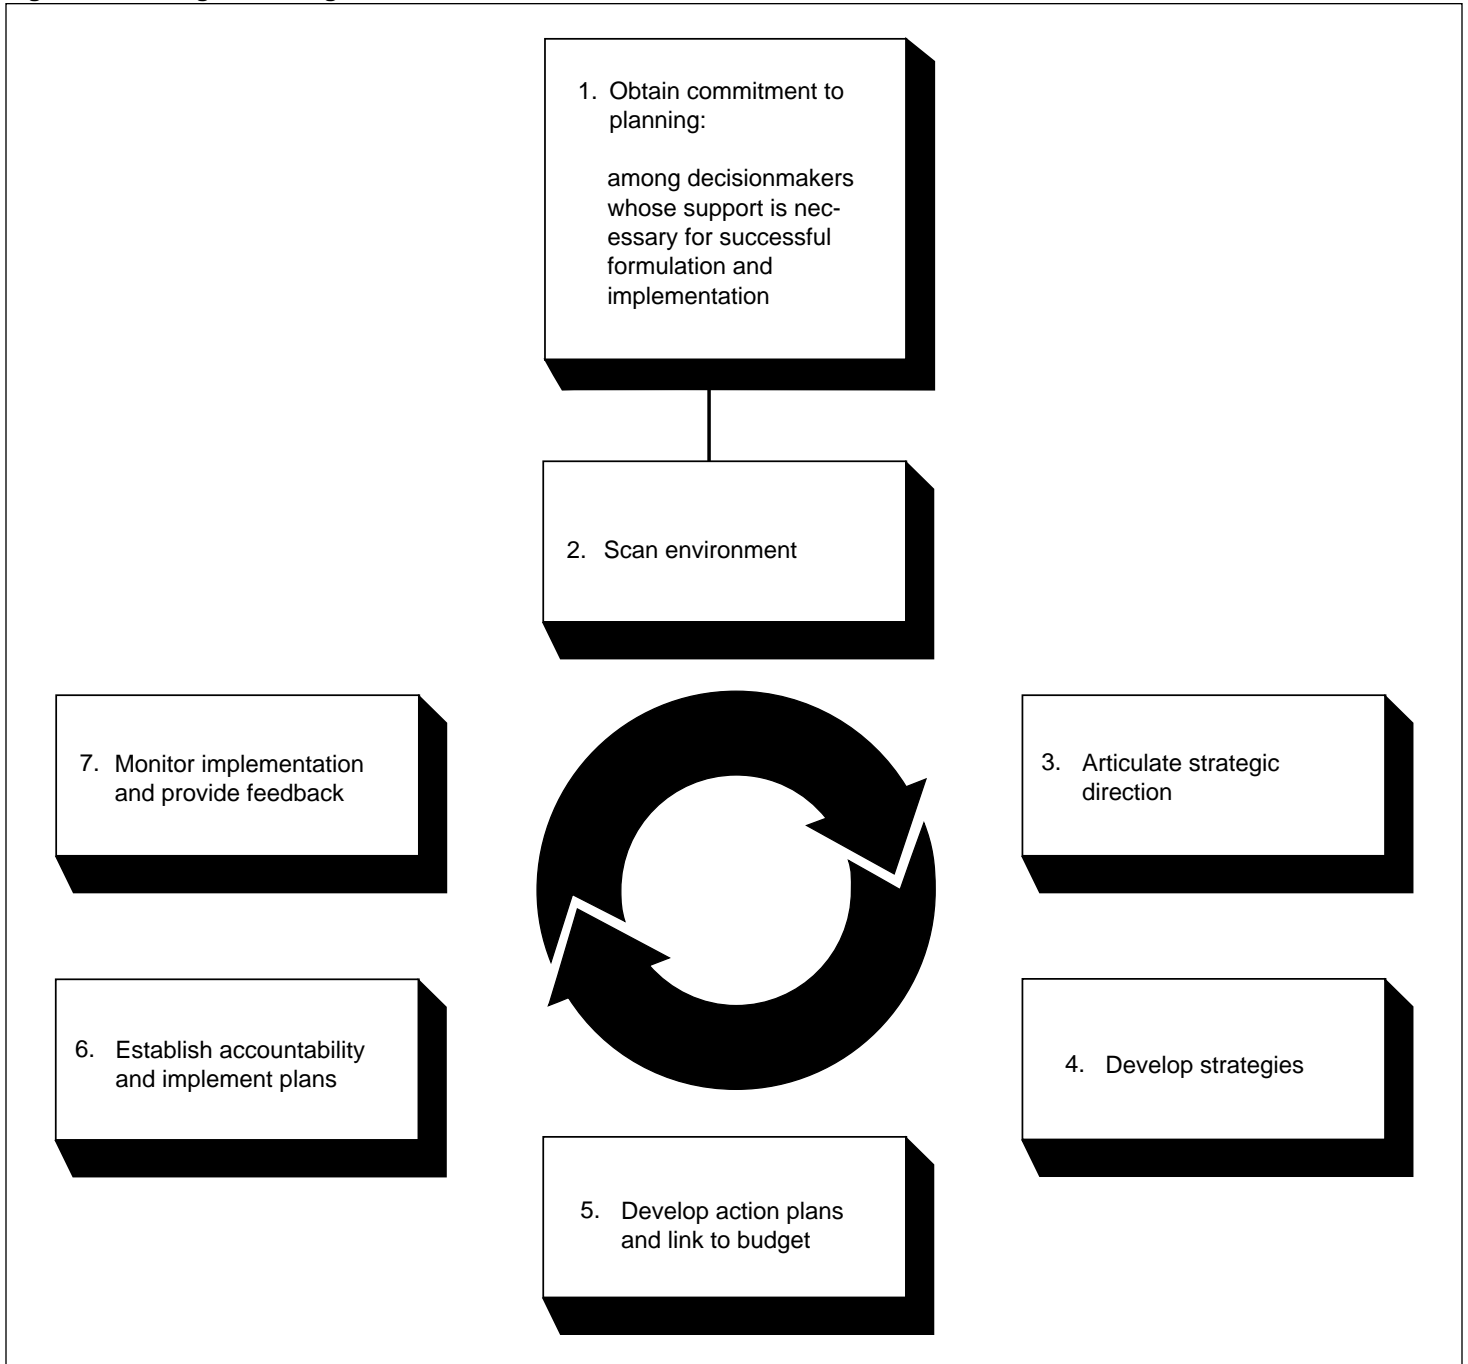 1. Obtain commitment to
planning:
among decisionmakers
whose support is nec-
essary for successful
formulation and
implementation
2. Scan environment
3. Articulate strategic
direction
4. Develop strategies
5. Develop action plans
and link to budget
6. Establish accountability
and implement plans
7. Monitor implementation
and provide feedback